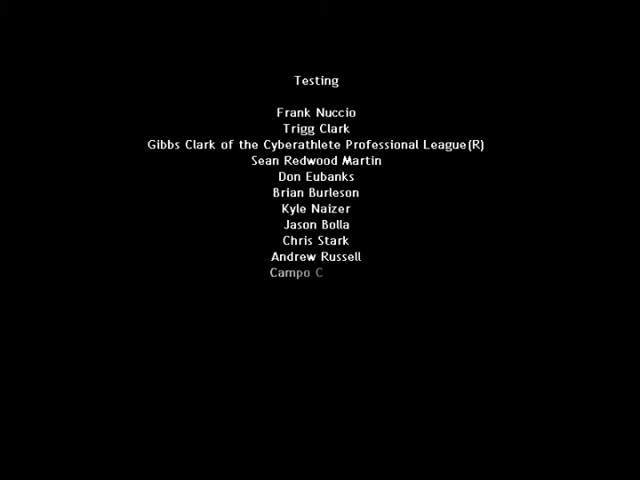 Testing
Frank Nuccio
Trigg Clark
Gibbs Clark of the Cyberathlete Professional League(R)
Sean Redwood Martin
Don Eubanks
Brian Burleson
Kyle Naizer
Jason Bolla
Chris Stark
Andrew Russell
Campo C